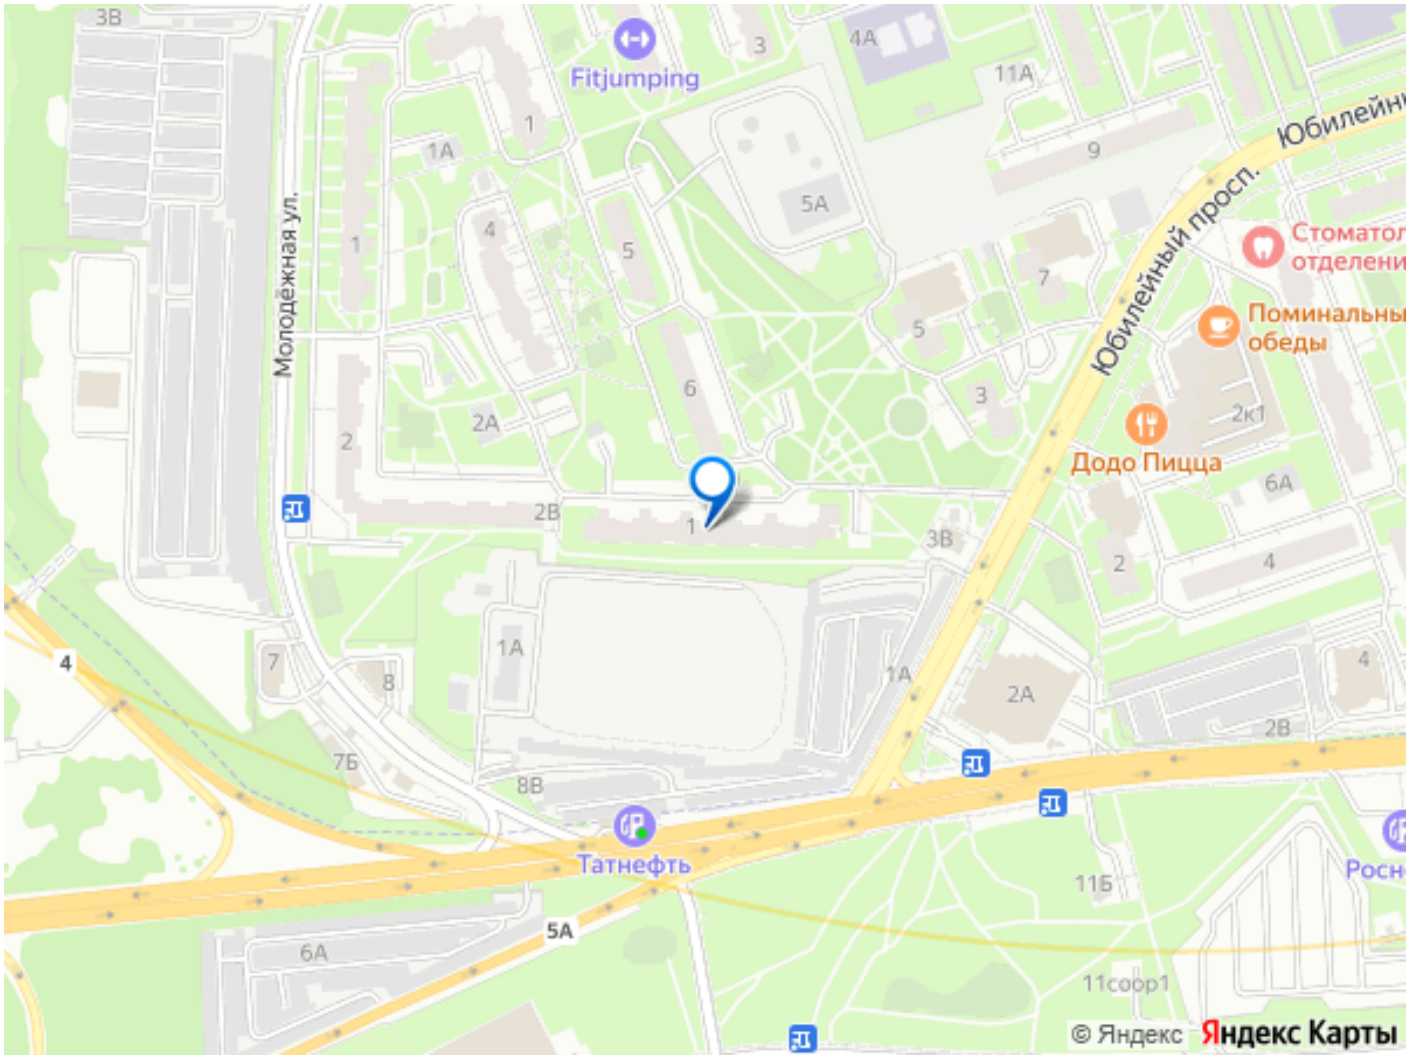 3В
Fitjumping
3
4А
11А
Юбилейны
1
1А
9
Молодёжная ул.
1
4
5
5А
Юбилейный просп.
Стоматол
отделени
7
5
Поминальны
обеды
6
3
2А
2
2к1
Додо Пицца
6А
2В
1
3В
2
4
1А
7
8
1А
2А
4
4
2В
7Б
8В
Татнефть
Росн
11Б
5А
6А
11соор1
© Яндекс
Яндекс Карты